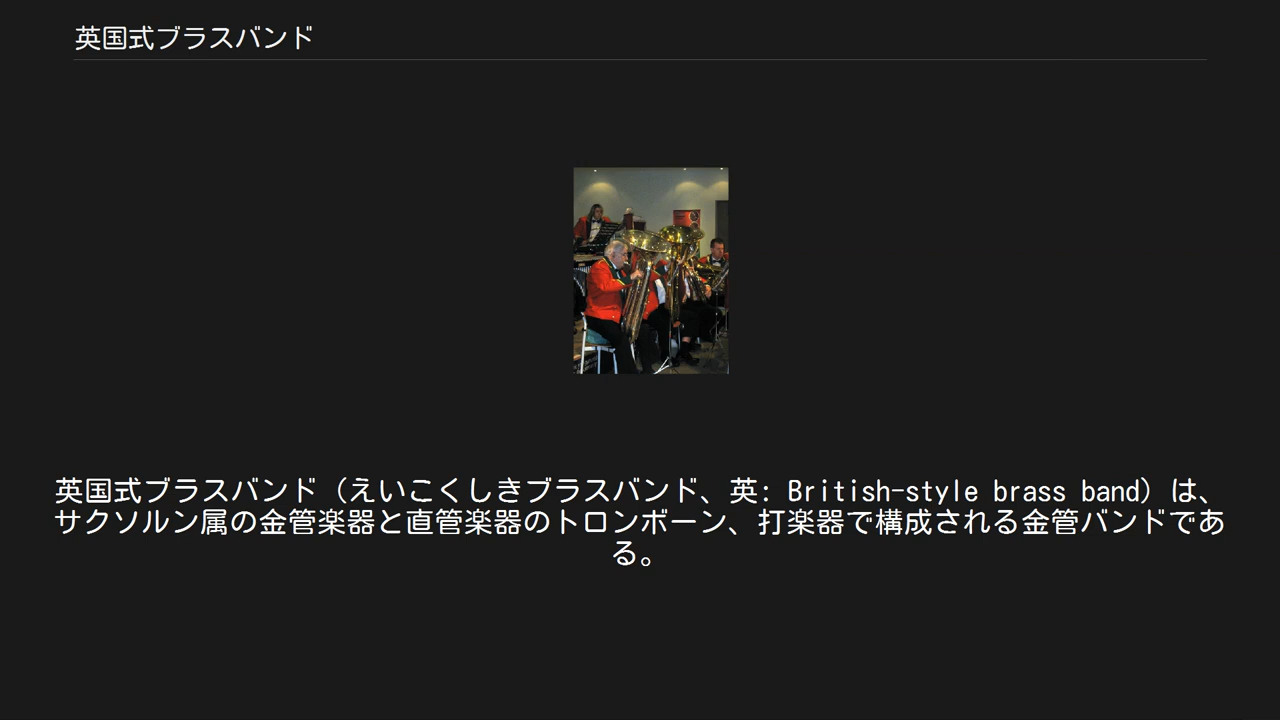 英国式ブラスバンド
英国式ブラスバンド（えいこくしきブラスバンド、英: British-style brass band）は、
サクソルン属の金管楽器と直管楽器のトロンボーン、打楽器で構成される金管バンドであ
る。